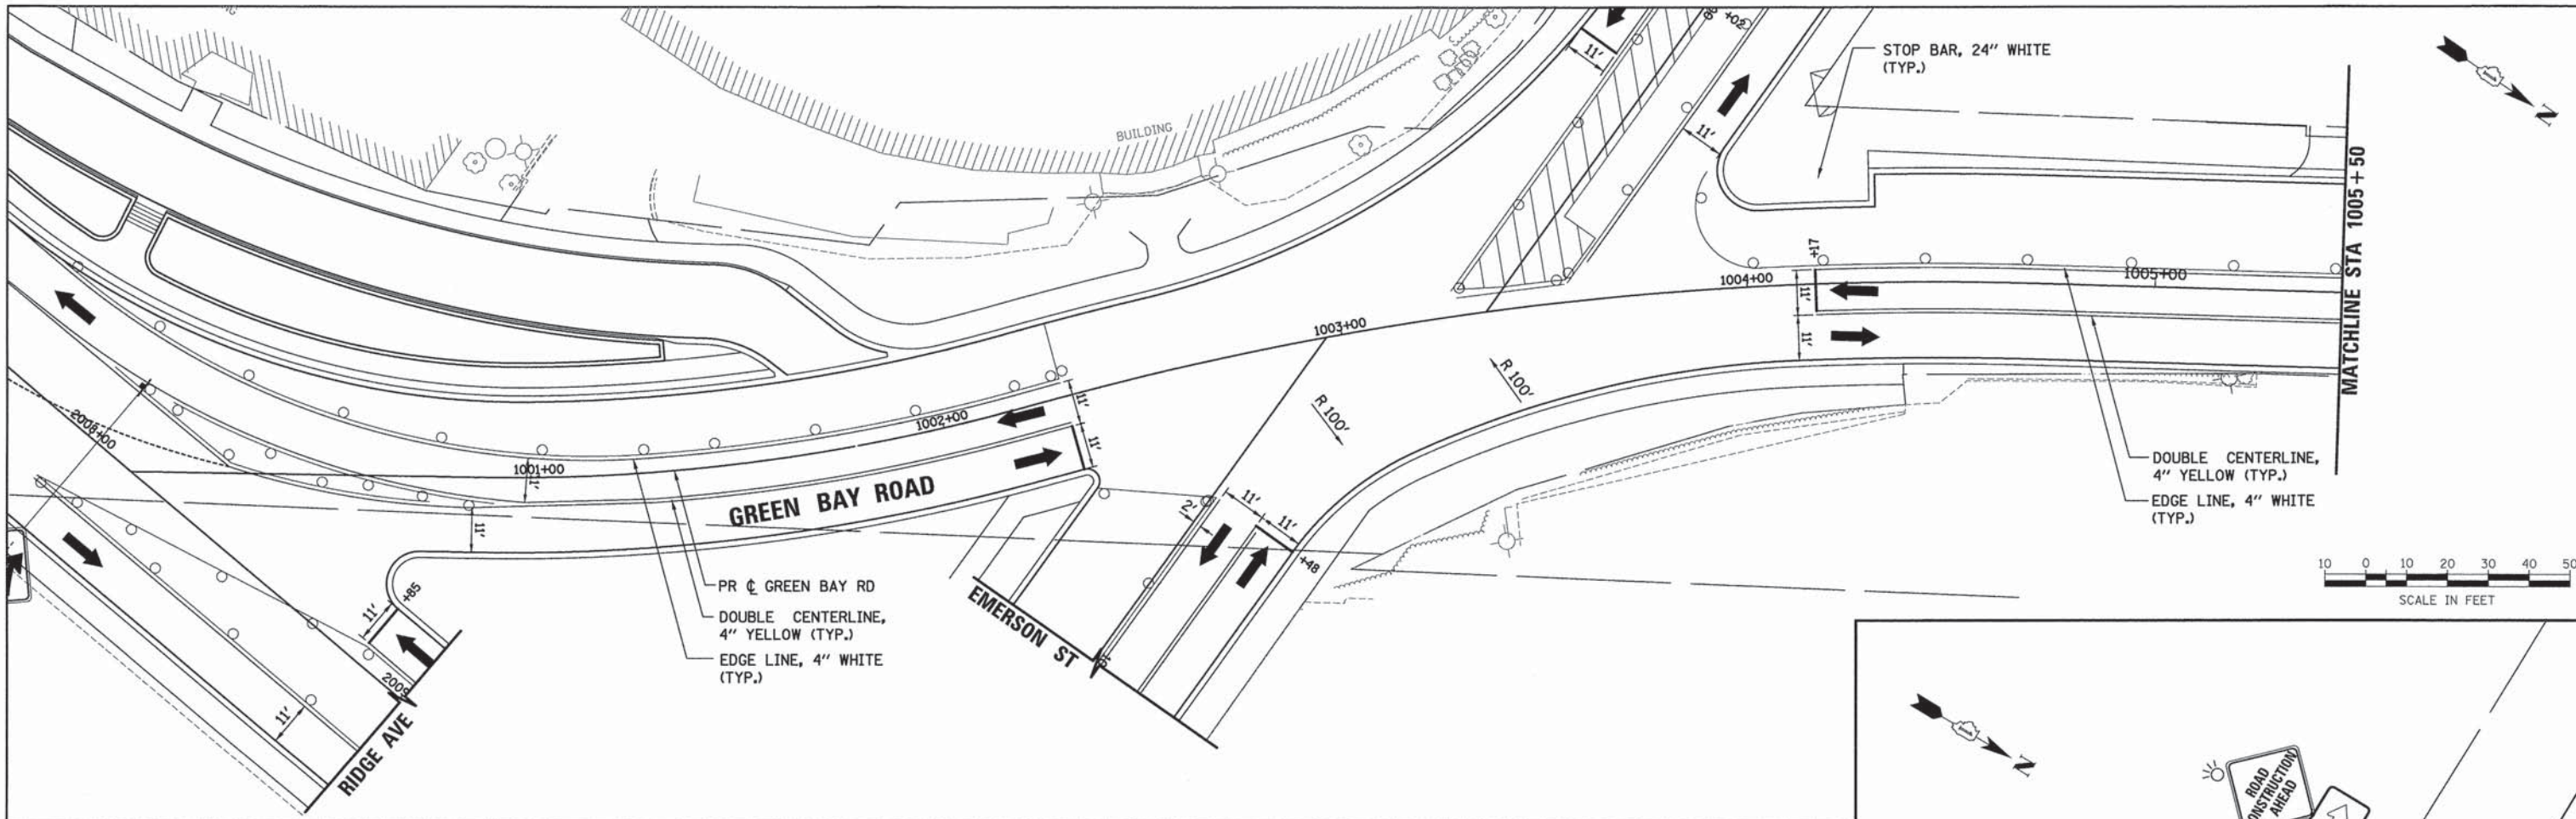 BUILDING
11'
+02
STOP BAR, 24" WHITE
(TYP.)
N
11'
MATCHLINE STA 1005+50
+17
1004+00
1005+00
11'
11'
1003+00
R 100'
R 100'
11'
11'
1002+00
1001+00
11'
11'
GREEN BAY ROAD
PR ℄ GREEN BAY RD
DOUBLE CENTERLINE,
4" YELLOW (TYP.)
EDGE LINE, 4" WHITE
(TYP.)
EMERSON ST
2'
11'
11'
+48
DOUBLE CENTERLINE,
4" YELLOW (TYP.)
EDGE LINE, 4" WHITE
(TYP.)
10 0 10 20 30 40 50
SCALE IN FEET
11'
+85
11'
RIDGE AVE
N
ROAD
CONSTRUCTION
AHEAD